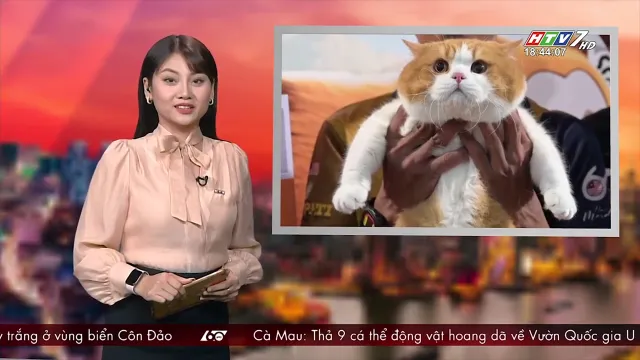 HTV7 HD
18:44:07
y trắng ở vùng biển Côn Đảo 60 Cà Mau: Thả 9 cá thể động vật hoang dã về Vườn Quốc gia U